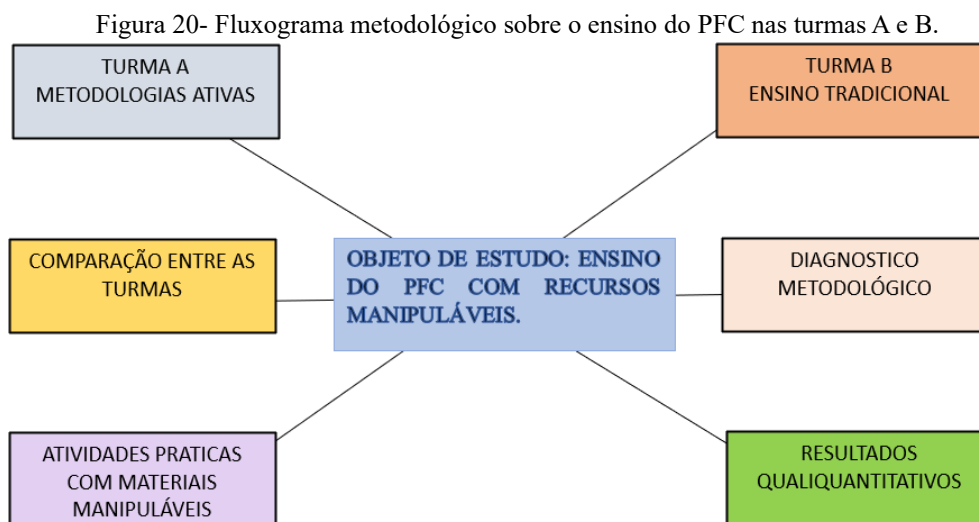 Figura 20- Fluxograma metodológico sobre o ensino do PFC nas turmas A e B.
TURMA A
METODOLOGIAS ATIVAS
TURMA B
ENSINO TRADICIONAL
COMPARAÇÃO ENTRE AS
TURMAS
OBJETO DE ESTUDO: ENSINO
DO PFC COM RECURSOS
MANIPULÁVEIS.
DIAGNOSTICO
METODOLÓGICO
ATIVIDADES PRATICAS
COM MATERIAIS
MANIPULÁVEIS
RESULTADOS
QUALIQUANTITATIVOS